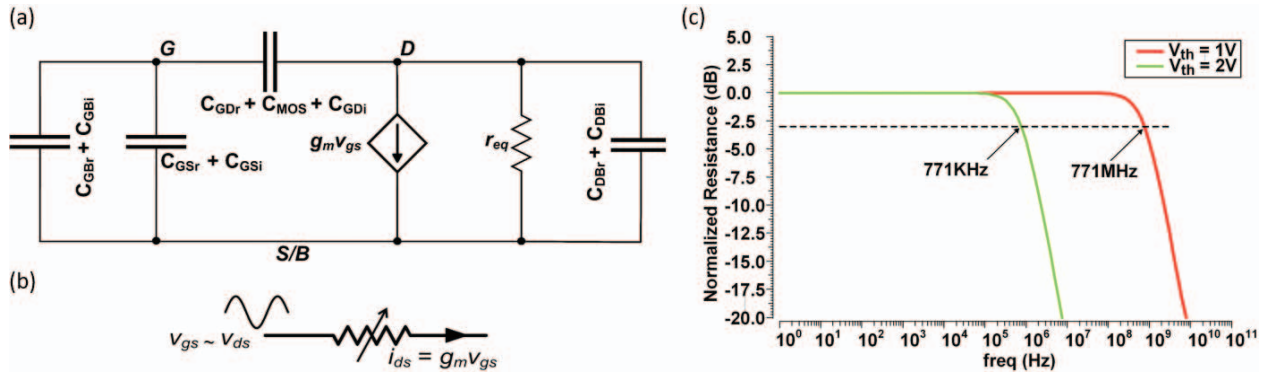 (a)
G
D
C_GDr + C_MOS + C_GDi
C_GBr + C_GBi
C_GSr + C_GSi
g_m v_gs
r_eq
C_DBr + C_DBi
S/B
(b)
v_gs ~ v_ds
i_ds = g_m v_gs
(c)
Normalized Resistance (dB)
5.0
2.5
0.0
-2.5
-5.0
-7.5
-10.0
-12.5
-15.0
-17.5
-20.0
V_th = 1V
V_th = 2V
771KHz
771MHz
10^0 10^1 10^2 10^3 10^4 10^5 10^6 10^7 10^8 10^9 10^10 10^11
freq (Hz)